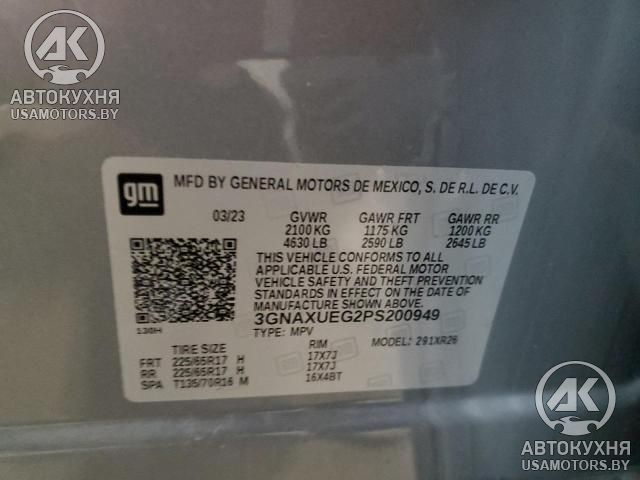 АВТОКУХНЯ
USAMOTORS.BY
gm
MFD BY GENERAL MOTORS DE MEXICO, S. DE R.L. DE C.V.
03/23 GVWR GAWR FRT GAWR RR
2100 KG 1175 KG 1200 KG
4630 LB 2590 LB 2645 LB
THIS VEHICLE CONFORMS TO ALL
APPLICABLE U.S. FEDERAL MOTOR
VEHICLE SAFETY AND THEFT PREVENTION
STANDARDS IN EFFECT ON THE DATE OF
MANUFACTURE SHOWN ABOVE.
3GNAXUEG2PS200949
130H TYPE: MPV MODEL: 291XR26
TIRE SIZE RIM
FRT 225/65R17 H 17X7J
RR 225/65R17 H 17X7J
SPA T135/70R16 M 16X4BT
АВТОКУХНЯ
USAMOTORS.BY